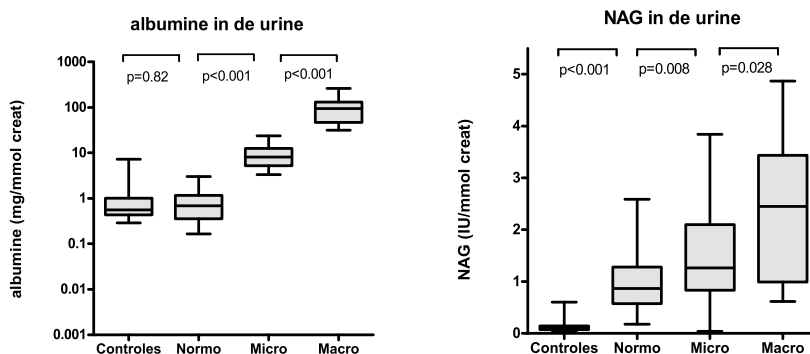 albumine in de urine
p=0.82 p<0.001 p<0.001
albumine (mg/mmol creat)
1000
100
10
1
0.1
0.01
0.001
Controles Normo Micro Macro
NAG in de urine
p<0.001 p=0.008 p=0.028
NAG (IU/mmol creat)
5
4
3
2
1
0
Controles Normo Micro Macro